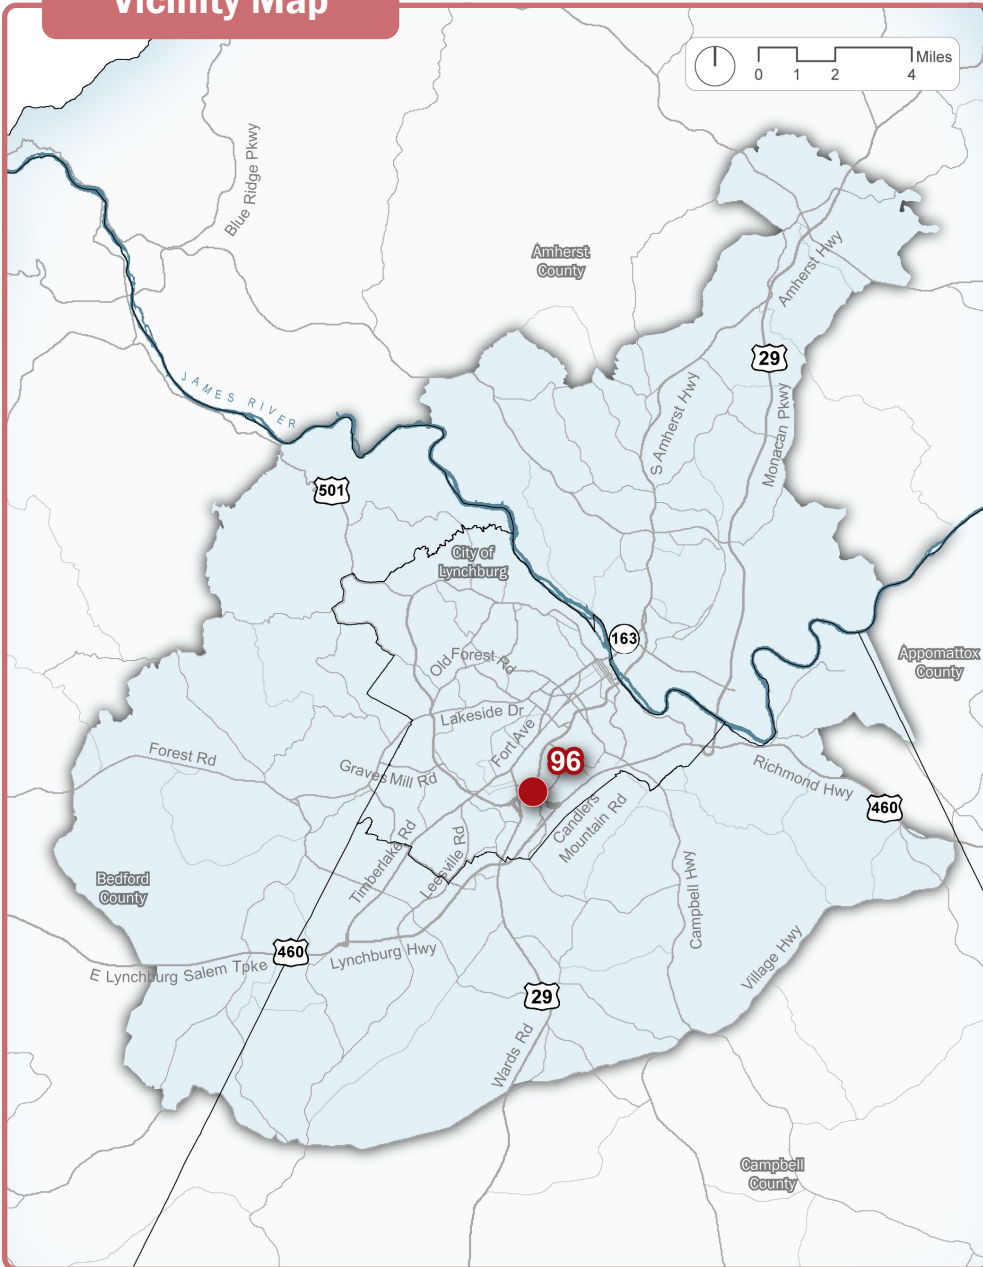 Vicinity Map
Miles
0 1 2 4
Blue Ridge Pkwy
Amherst
County
Amherst Hwy
29
JAMES RIVER
S Amherst Hwy
Monacan Pkwy
501
City of
Lynchburg
163
Old Forest Rd
Appomattox
County
Lakeside Dr
Fort Ave
Forest Rd
Graves Mill Rd
96
Richmond Hwy
460
Candlers
Mountain Rd
Timberlake Rd
Leesville Rd
Bedford
County
Campbell Hwy
460
Lynchburg Hwy
E Lynchburg Salem Tpke
Village Hwy
29
Wards Rd
Campbell
County